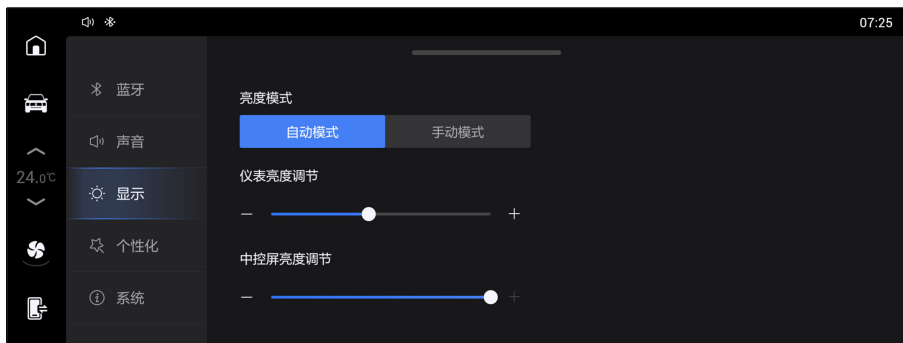 07:25
蓝牙
声音
24.0℃
显示
个性化
系统
亮度模式
自动模式 手动模式
仪表亮度调节
中控屏亮度调节